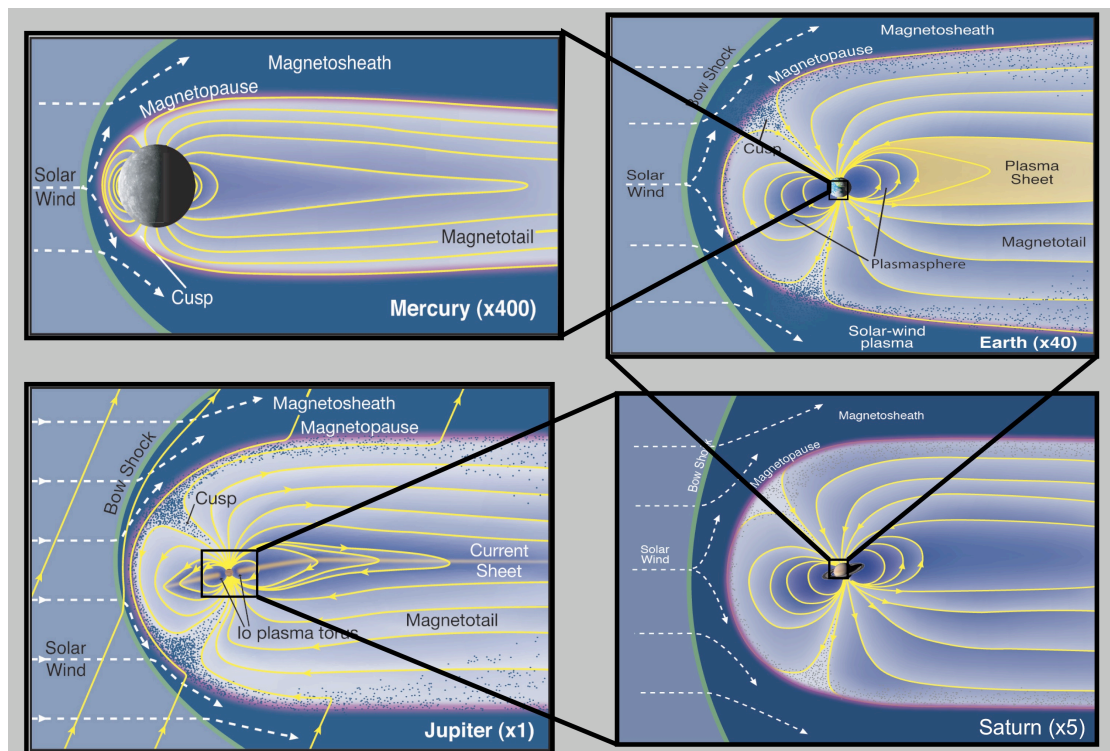 Magnetosheath
Magnetopause
Solar
Wind
Magnetotail
Cusp
Mercury (x400)
Magnetosheath
Bow Shock
Magnetopause
Cusp
Solar
Wind
Plasma
Sheet
Magnetotail
Plasmasphere
Solar-wind
plasma
Earth (x40)
Magnetosheath
Magnetopause
Bow Shock
Cusp
Current
Sheet
Io plasma torus
Magnetotail
Solar
Wind
Jupiter (x1)
Magnetosheath
Bow Shock
Magnetopause
Solar
Wind
Saturn (x5)